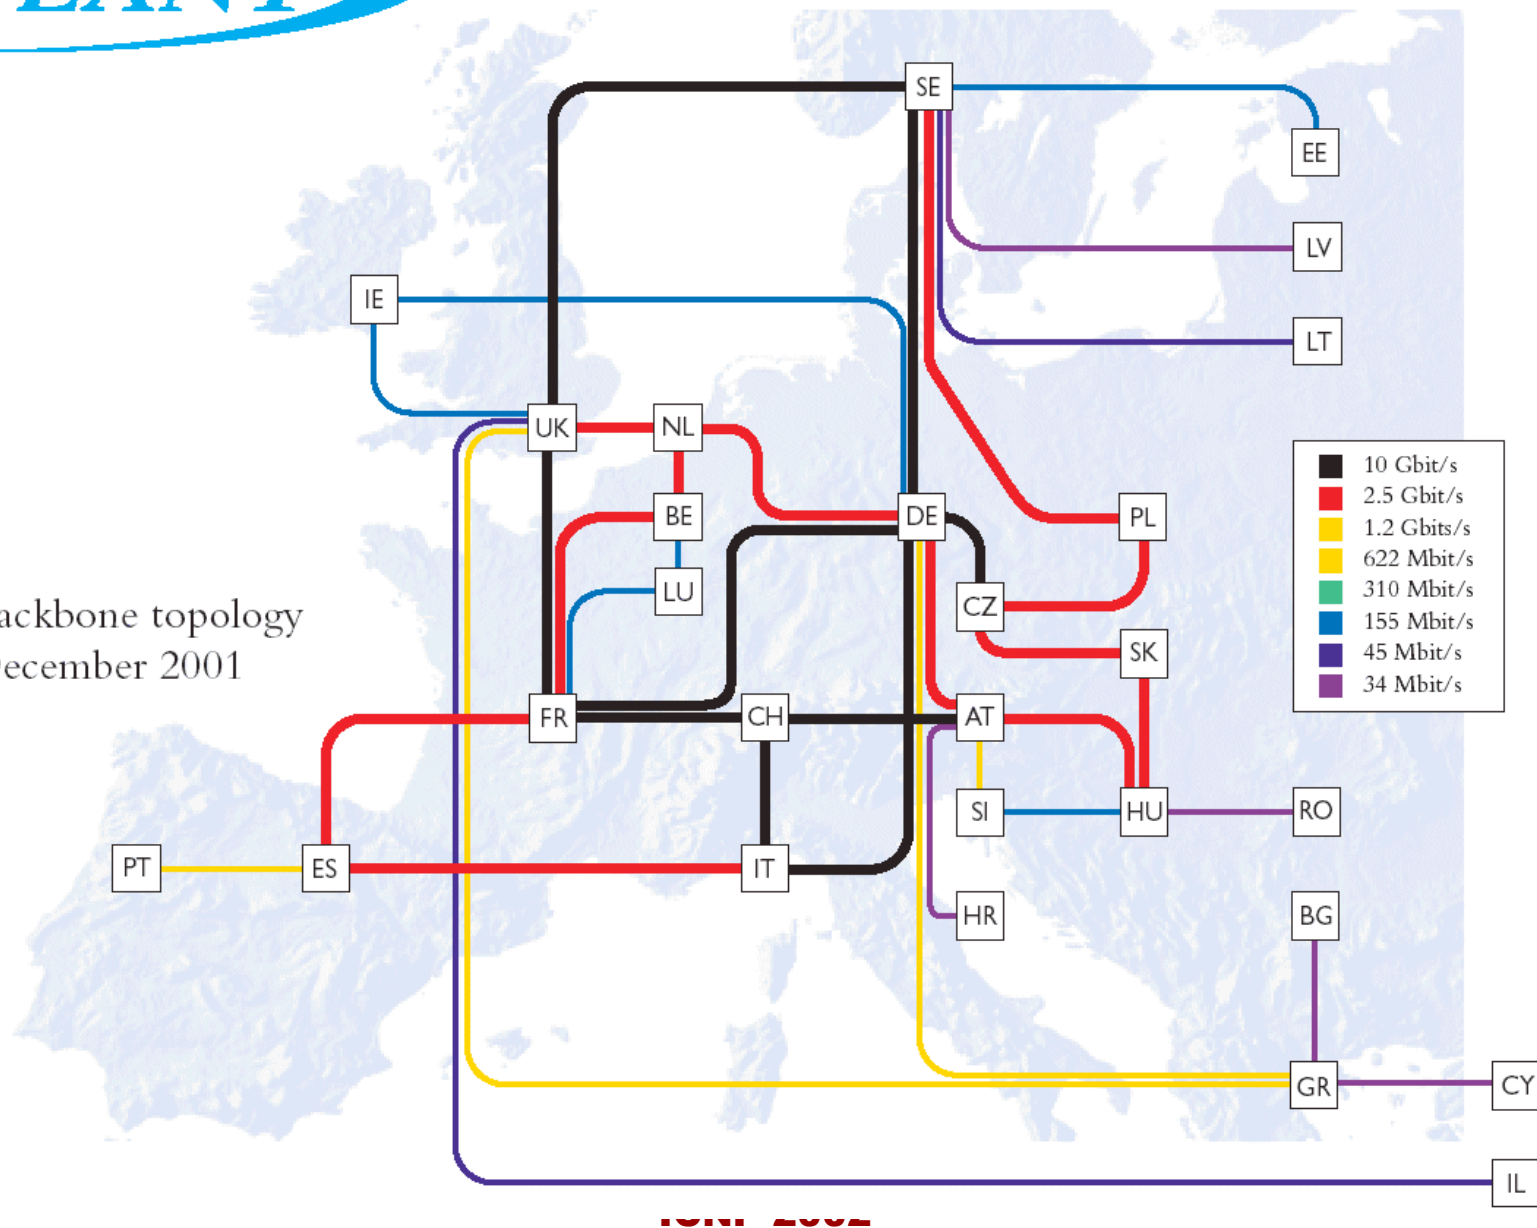 SE
EE
LV
IE
LT
UK
NL
10 Gbit/s
2.5 Gbit/s
BE
DE
PL
1.2 Gbits/s
622 Mbit/s
310 Mbit/s
LU
CZ
ackbone topology
155 Mbit/s
SK
45 Mbit/s
ecember 2001
34 Mbit/s
FR
CH
AT
SI
HU
RO
PT
ES
IT
HR
BG
GR
CY
IL